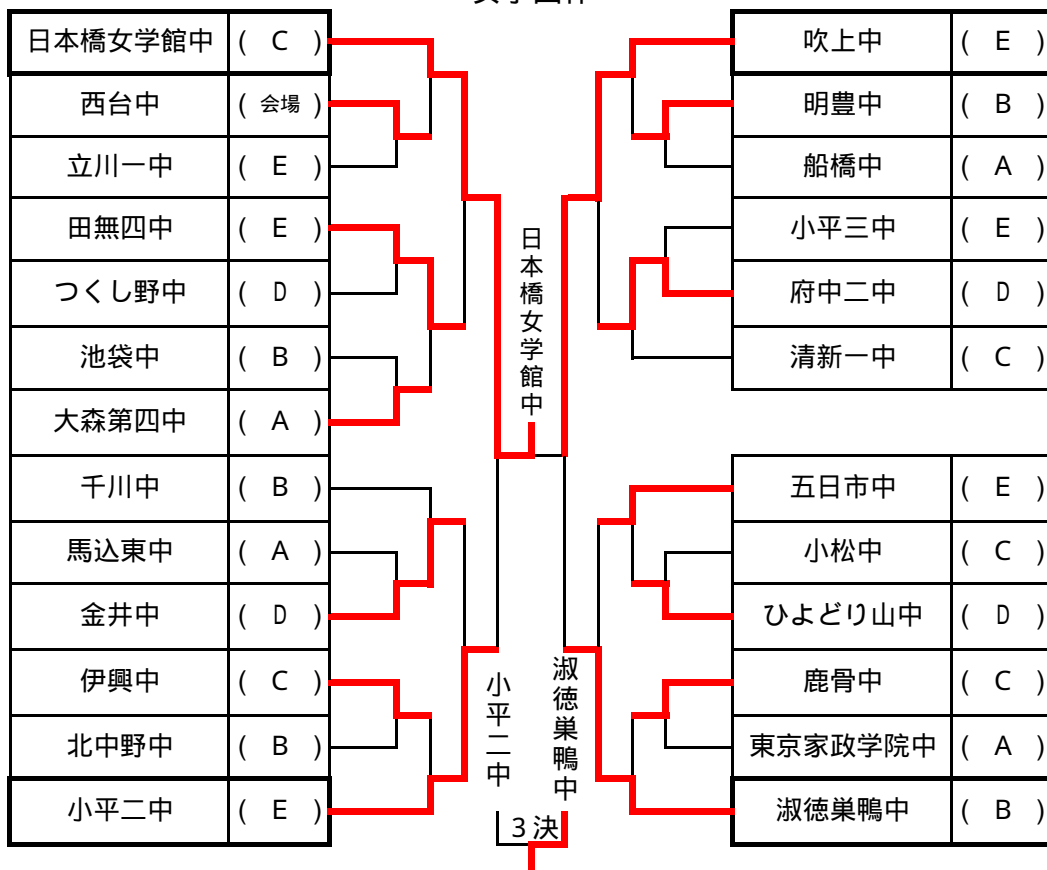 日本橋女学館中 ( C )
西台中 ( 会場 )
立川一中 ( E )
田無四中 ( E )
つくし野中 ( D )
池袋中 ( B )
大森第四中 ( A )
千川中 ( B )
馬込東中 ( A )
金井中 ( D )
伊興中 ( C )
北中野中 ( B )
小平二中 ( E )
日本橋女学館中
小平二中
淑徳巣鴨中
3決
吹上中 ( E )
明豊中 ( B )
船橋中 ( A )
小平三中 ( E )
府中二中 ( D )
清新一中 ( C )
五日市中 ( E )
小松中 ( C )
ひよどり山中 ( D )
鹿骨中 ( C )
東京家政学院中 ( A )
淑徳巣鴨中 ( B )